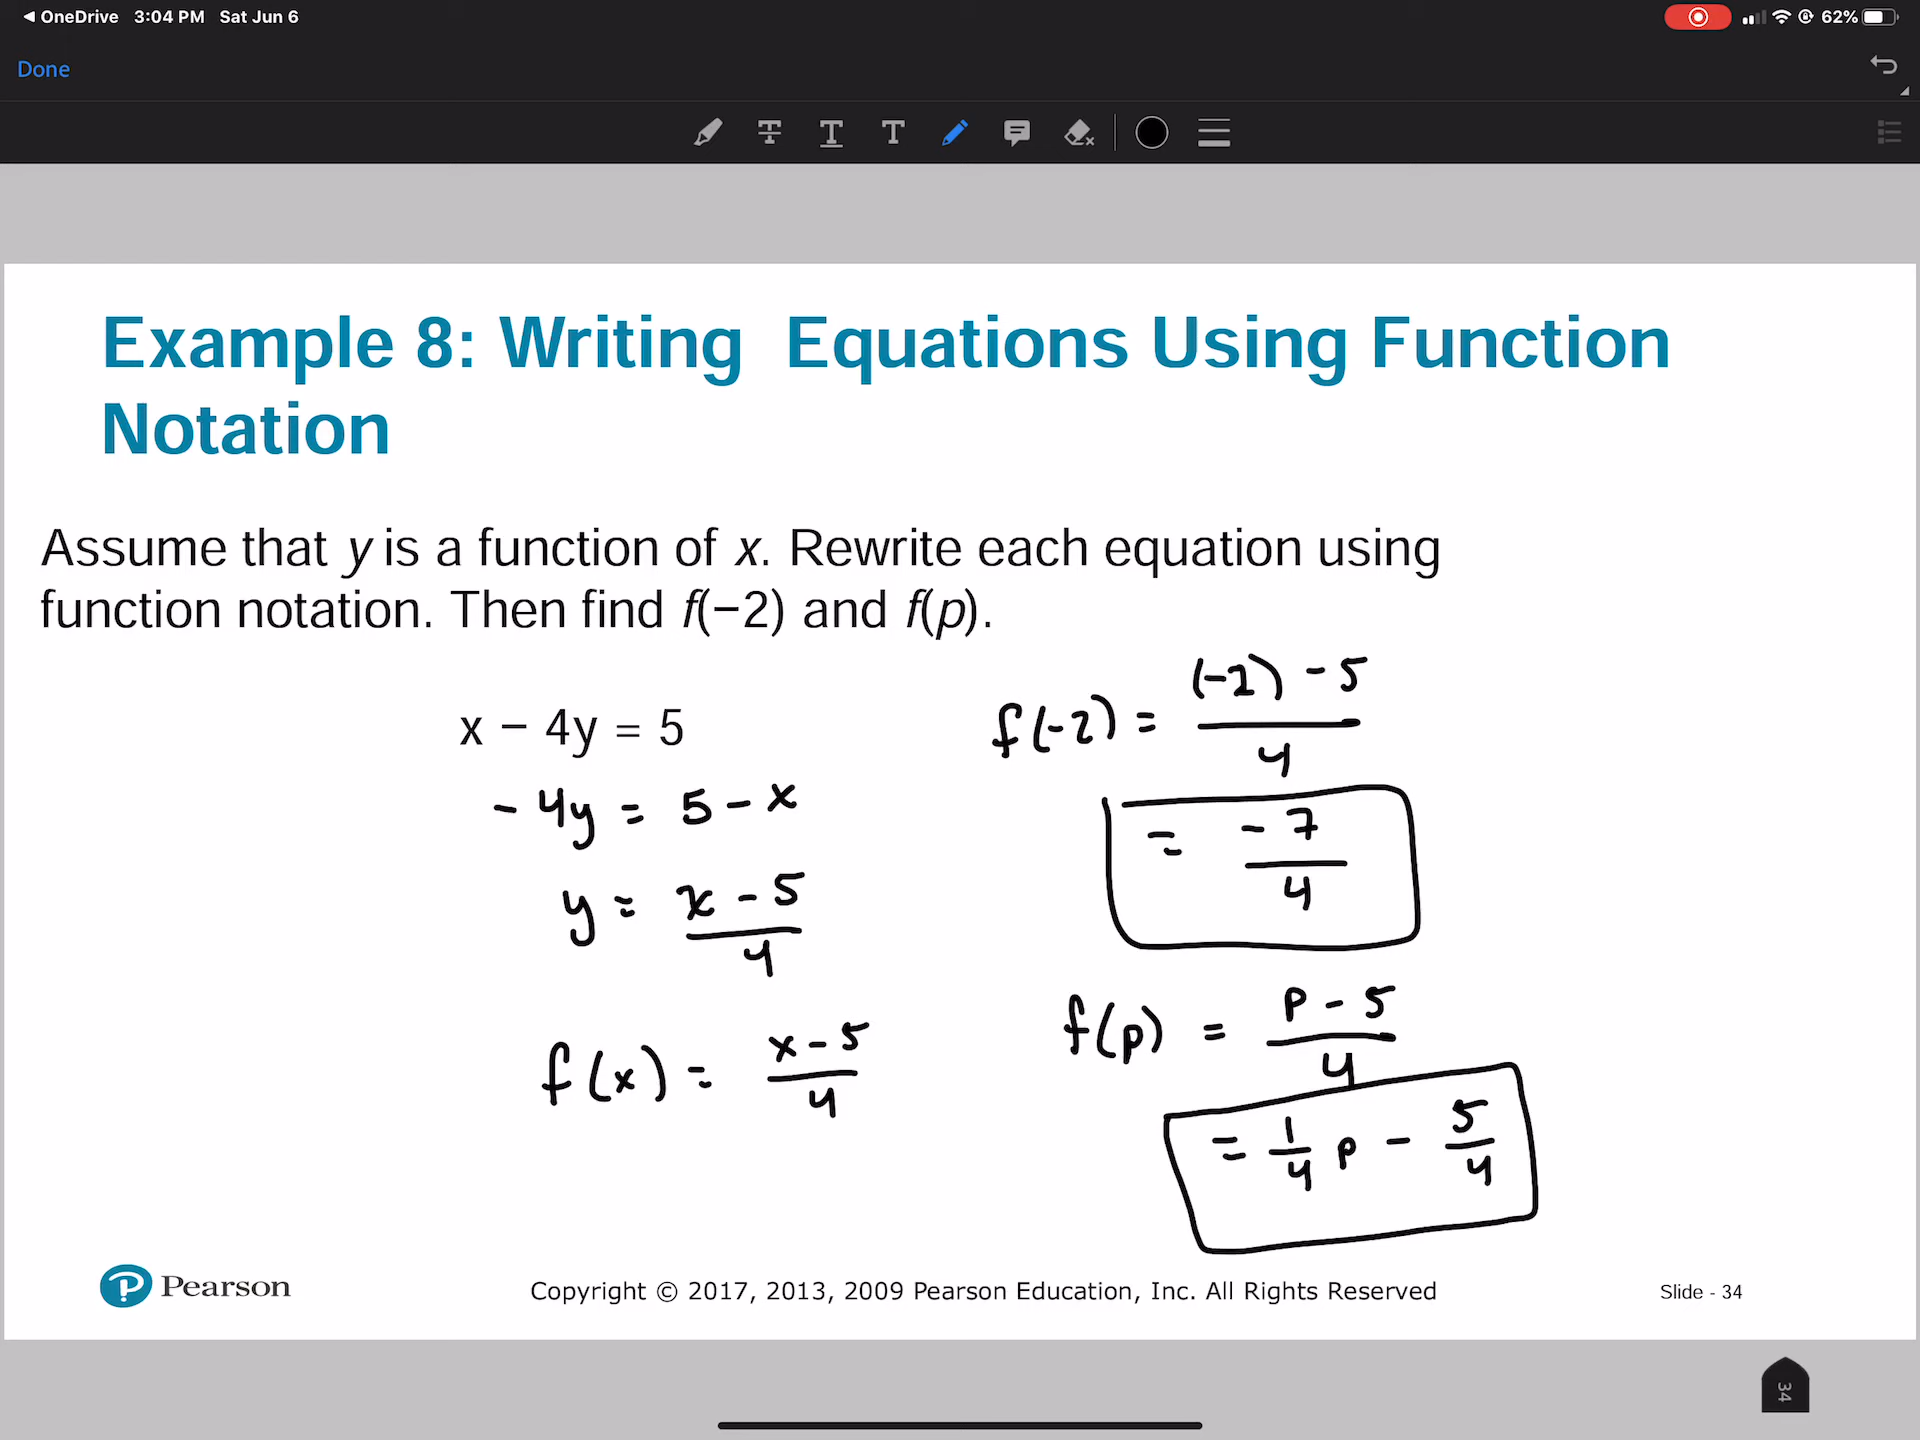 ◀ OneDrive 3:04 PM Sat Jun 6 62%
Done
Example 8: Writing Equations Using Function
Notation
Assume that y is a function of x. Rewrite each equation using
function notation. Then find f(−2) and f(p).
x − 4y = 5
- 4y = 5 - x
y = x - 5
4
f(x) = x - 5
4
f(-2) = (-2) - 5
4
= - 7
4
f(p) = p - 5
4
= 1/4 p - 5/4
Pearson
Copyright © 2017, 2013, 2009 Pearson Education, Inc. All Rights Reserved
Slide - 34
34